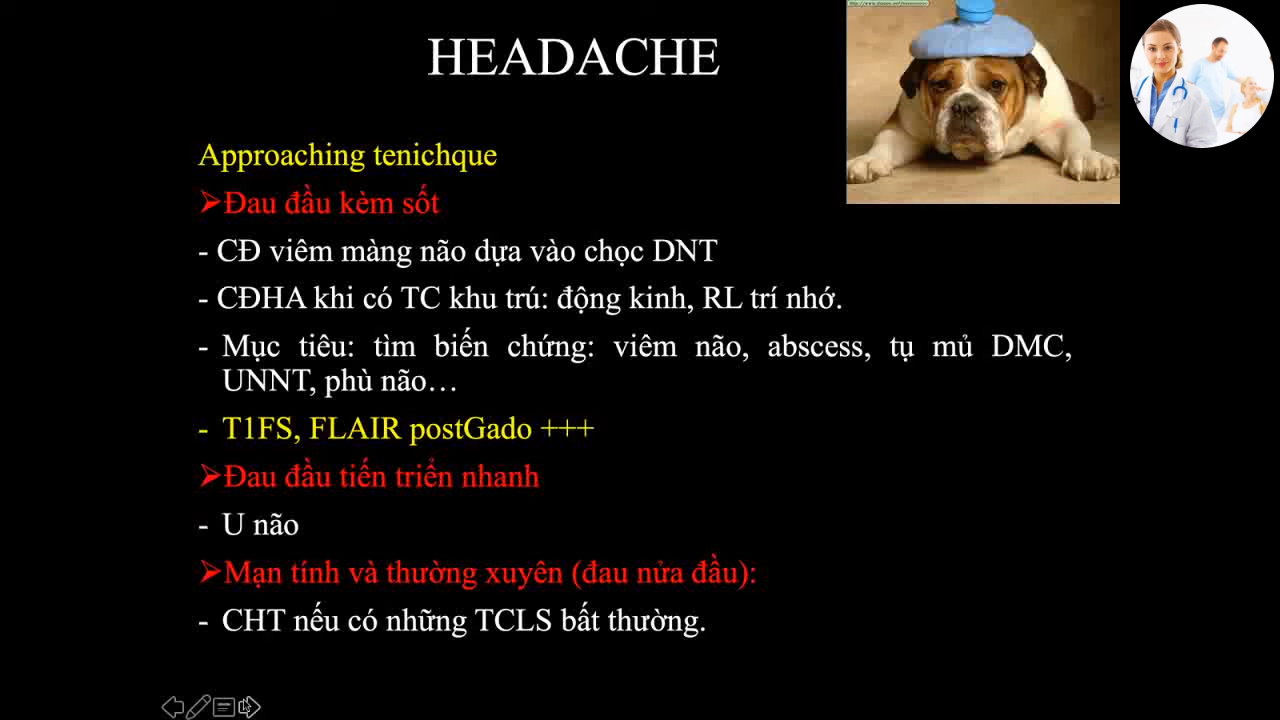 HEADACHE
Approaching tenichque
➢Đau đầu kèm sốt
- CĐ viêm màng não dựa vào chọc DNT
- CĐHA khi có TC khu trú: động kinh, RL trí nhớ.
- Mục tiêu: tìm biến chứng: viêm não, abscess, tụ mủ DMC,
UNNT, phù não…
- T1FS, FLAIR postGado +++
➢Đau đầu tiến triển nhanh
- U não
➢Mạn tính và thường xuyên (đau nửa đầu):
- CHT nếu có những TCLS bất thường.